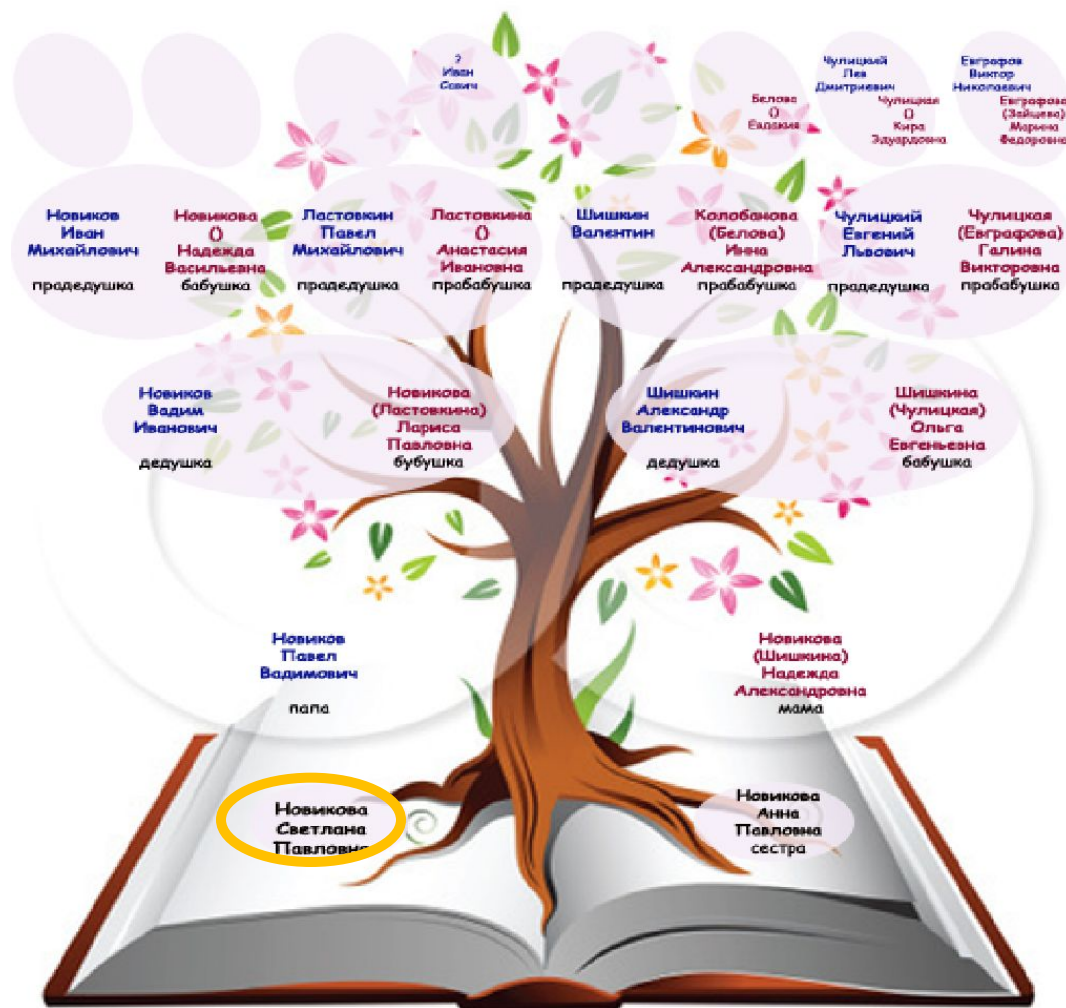 ?
Иван
Савич
Белова
()
Евдакия
Чулицкий
Лев
Дмитриевич
Чулицкая
()
Кира
Эдуардовна
Евграфов
Виктор
Николаевич
Евграфова
(Зайцева)
Марина
Федоровна
Новиков
Иван
Михайлович
прадедушка
Новикова
()
Надежда
Васильевна
бабушка
Ластовкин
Павел
Михайлович
прадедушка
Ластовкина
()
Анастасия
Ивановна
прабабушка
Шишкин
Валентин
прадедушка
Колобанова
(Белова)
Инна
Александровна
прабабушка
Чулицкий
Евгений
Львович
прадедушка
Чулицкая
(Евграфова)
Галина
Викторовна
прабабушка
Новиков
Вадим
Иванович
дедушка
Новикова
(Ластовкина)
Лариса
Павловна
бубушка
Шишкин
Александр
Валентинович
дедушка
Шишкина
(Чулицкая)
Ольга
Евгеньевна
бабушка
Новиков
Павел
Вадимович
папа
Новикова
(Шишкина)
Надежда
Александровна
мама
Новикова
Светлана
Павловна
Новикова
Анна
Павловна
сестра